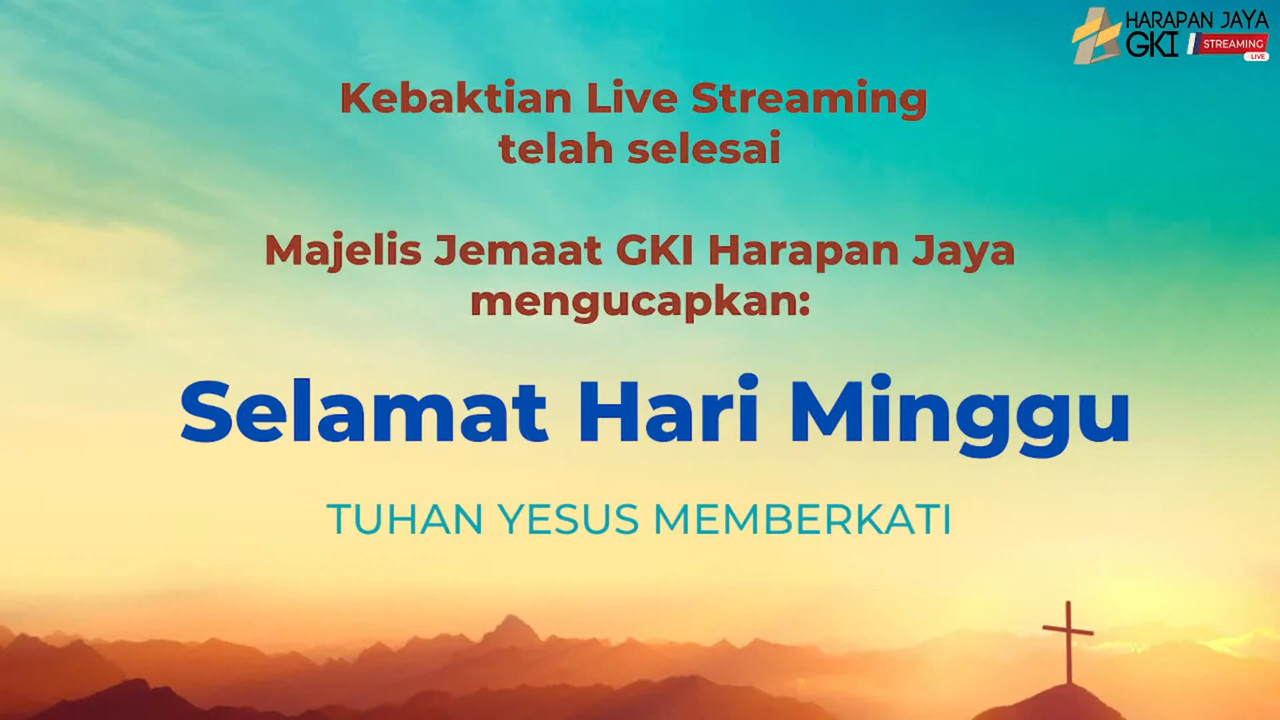 HARAPAN JAYA
GKI STREAMING
LIVE
Kebaktian Live Streaming
telah selesai
Majelis Jemaat GKI Harapan Jaya
mengucapkan:
Selamat Hari Minggu
TUHAN YESUS MEMBERKATI